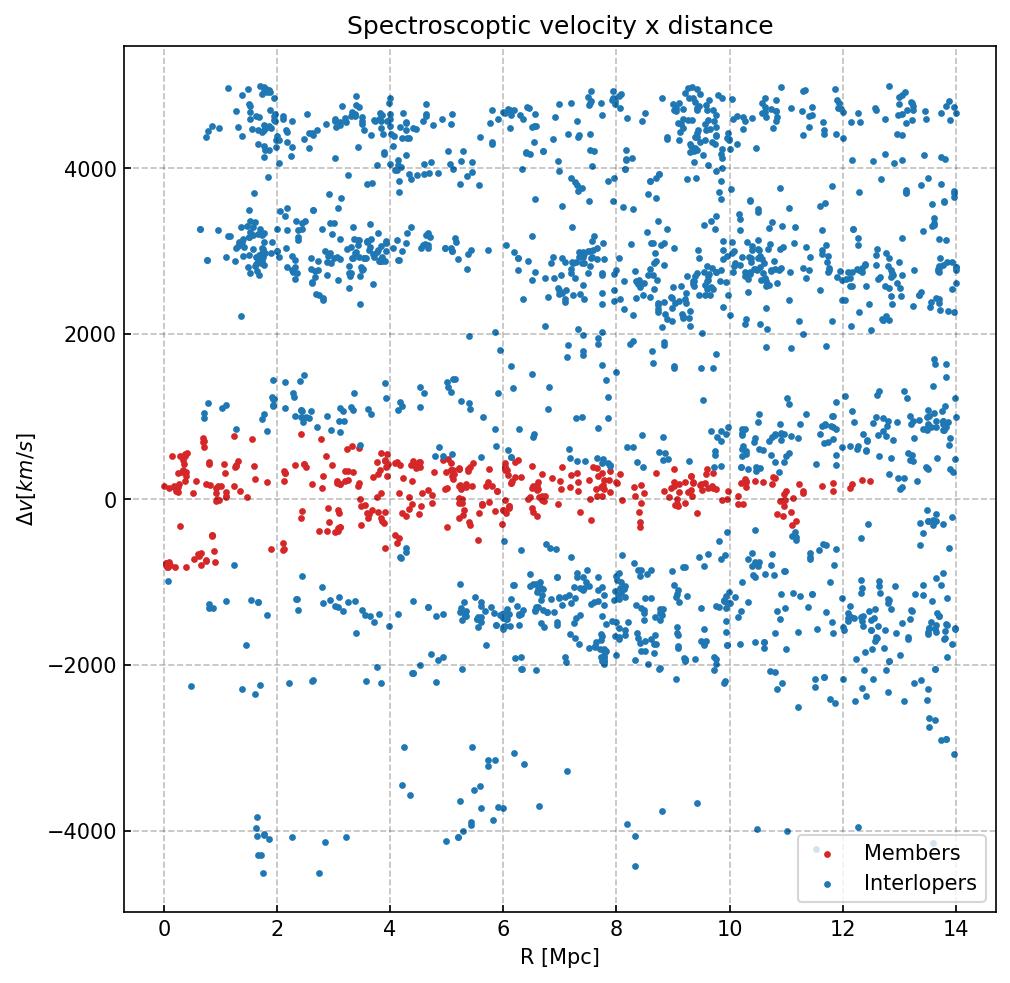 Spectroscoptic velocity x distance
Δv[km/s]
4000
2000
0
−2000
−4000
0 2 4 6 8 10 12 14
R [Mpc]
Members
Interlopers